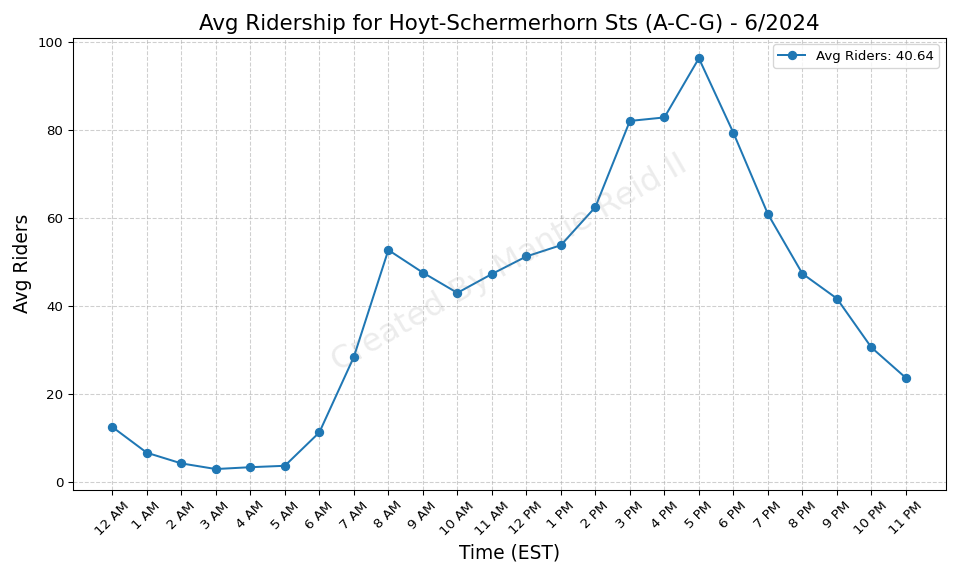 Avg Ridership for Hoyt-Schermerhorn Sts (A-C-G) - 6/2024
Avg Riders: 40.64
100
80
60
40
20
0
Avg Riders
Created By Mantie Reid II
12 AM
1 AM
2 AM
3 AM
4 AM
5 AM
6 AM
7 AM
8 AM
9 AM
10 AM
11 AM
12 PM
1 PM
2 PM
3 PM
4 PM
5 PM
6 PM
7 PM
8 PM
9 PM
10 PM
11 PM
Time (EST)